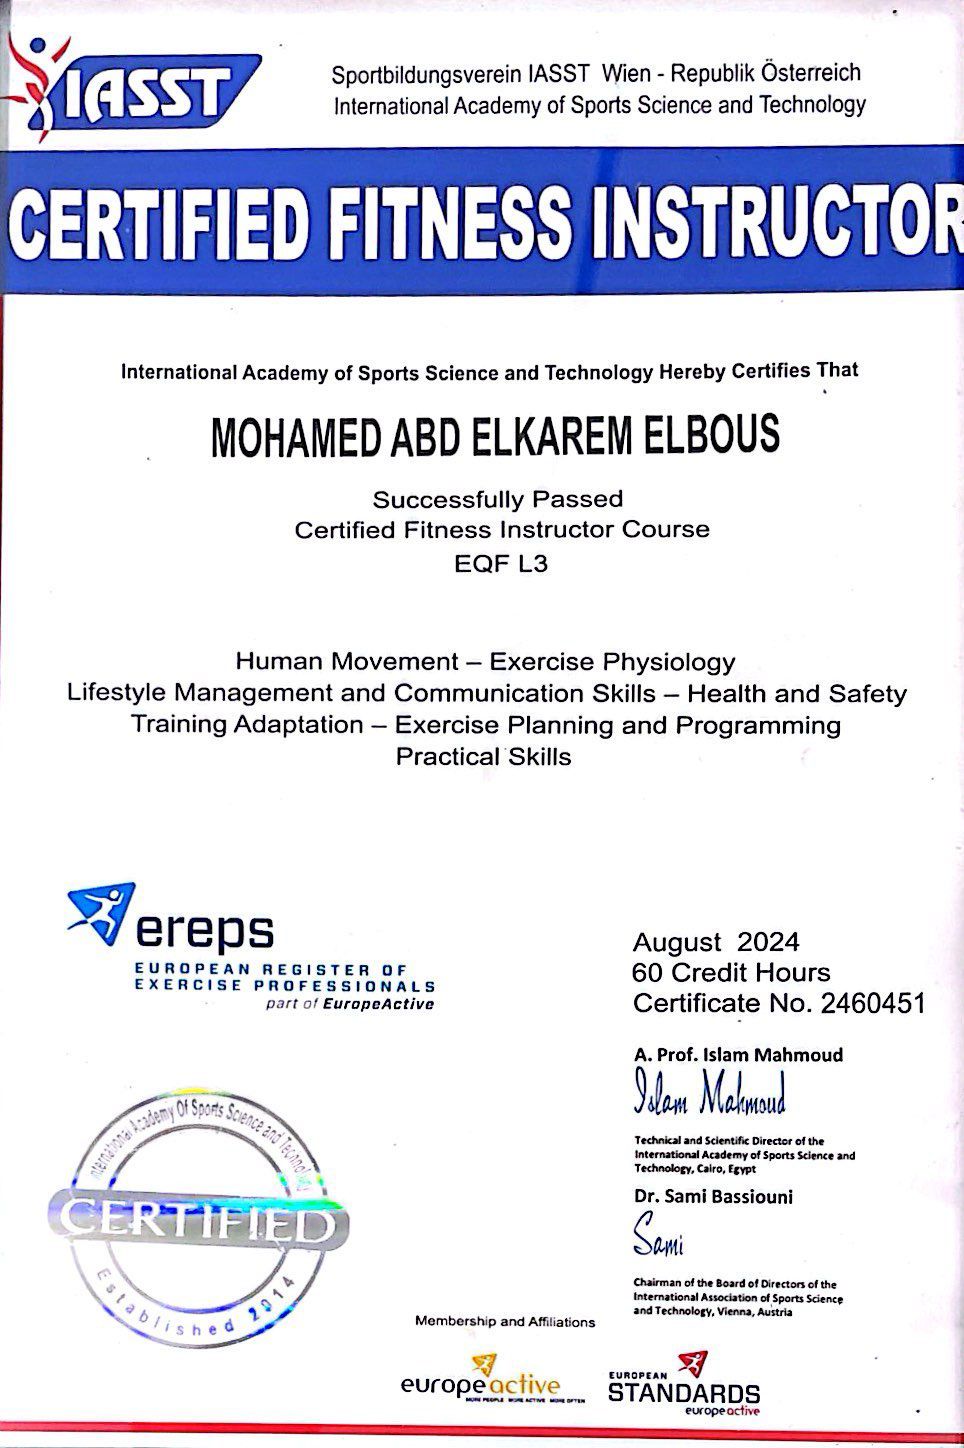 IASST
Sportbildungsverein IASST Wien - Republik Österreich
International Academy of Sports Science and Technology
CERTIFIED FITNESS INSTRUCTOR
International Academy of Sports Science and Technology Hereby Certifies That
MOHAMED ABD ELKAREM ELBOUS
Successfully Passed
Certified Fitness Instructor Course
EQF L3
Human Movement – Exercise Physiology
Lifestyle Management and Communication Skills – Health and Safety
Training Adaptation – Exercise Planning and Programming
Practical Skills
ereps
EUROPEAN REGISTER OF
EXERCISE PROFESSIONALS
part of EuropeActive
August 2024
60 Credit Hours
Certificate No. 2460451
A. Prof. Islam Mahmoud
Islam Mahmoud
Technical and Scientific Director of the
International Academy of Sports Science and
Technology, Cairo, Egypt
Dr. Sami Bassiouni
Sami
Chairman of the Board of Directors of the
International Association of Sports Science
and Technology, Vienna, Austria
International Academy Of Sports Science and Technology
CERTIFIED
Established 2014
Membership and Affiliations
europeactive
MORE PEOPLE MORE ACTIVE MORE OFTEN
EUROPEAN
STANDARDS
europeactive